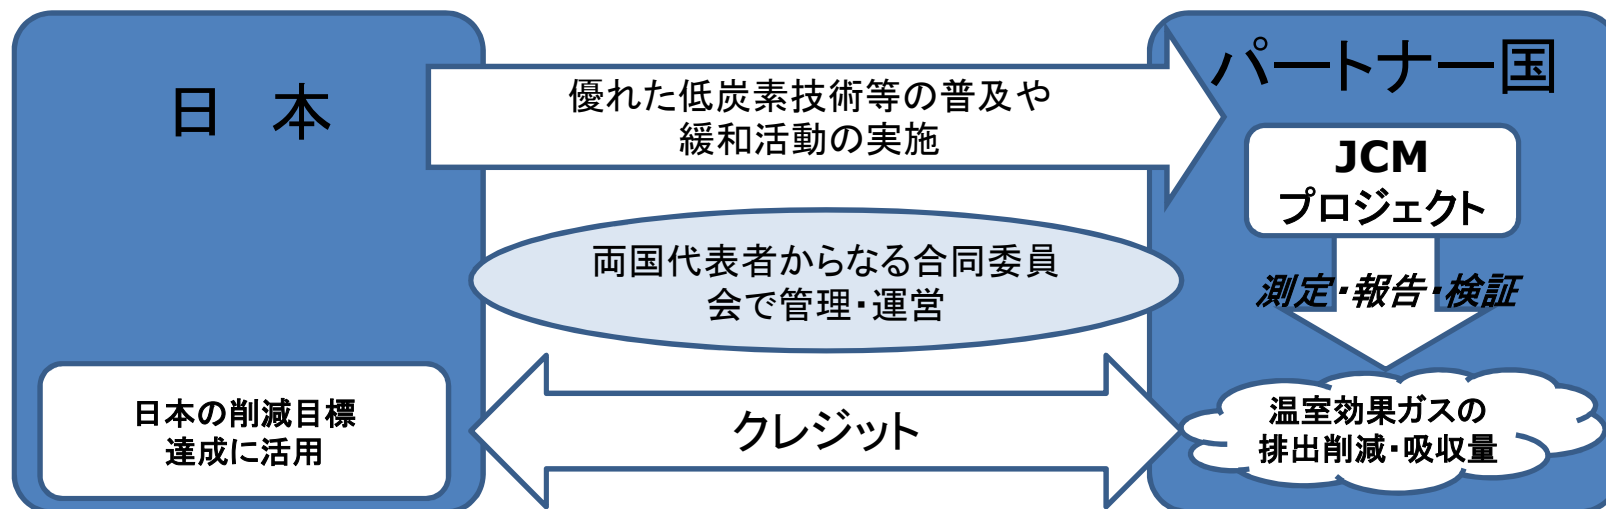 日 本
優れた低炭素技術等の普及や
緩和活動の実施
パートナー国
JCM
プロジェクト
両国代表者からなる合同委員
会で管理・運営
測定・報告・検証
日本の削減目標
達成に活用
クレジット
温室効果ガスの
排出削減・吸収量